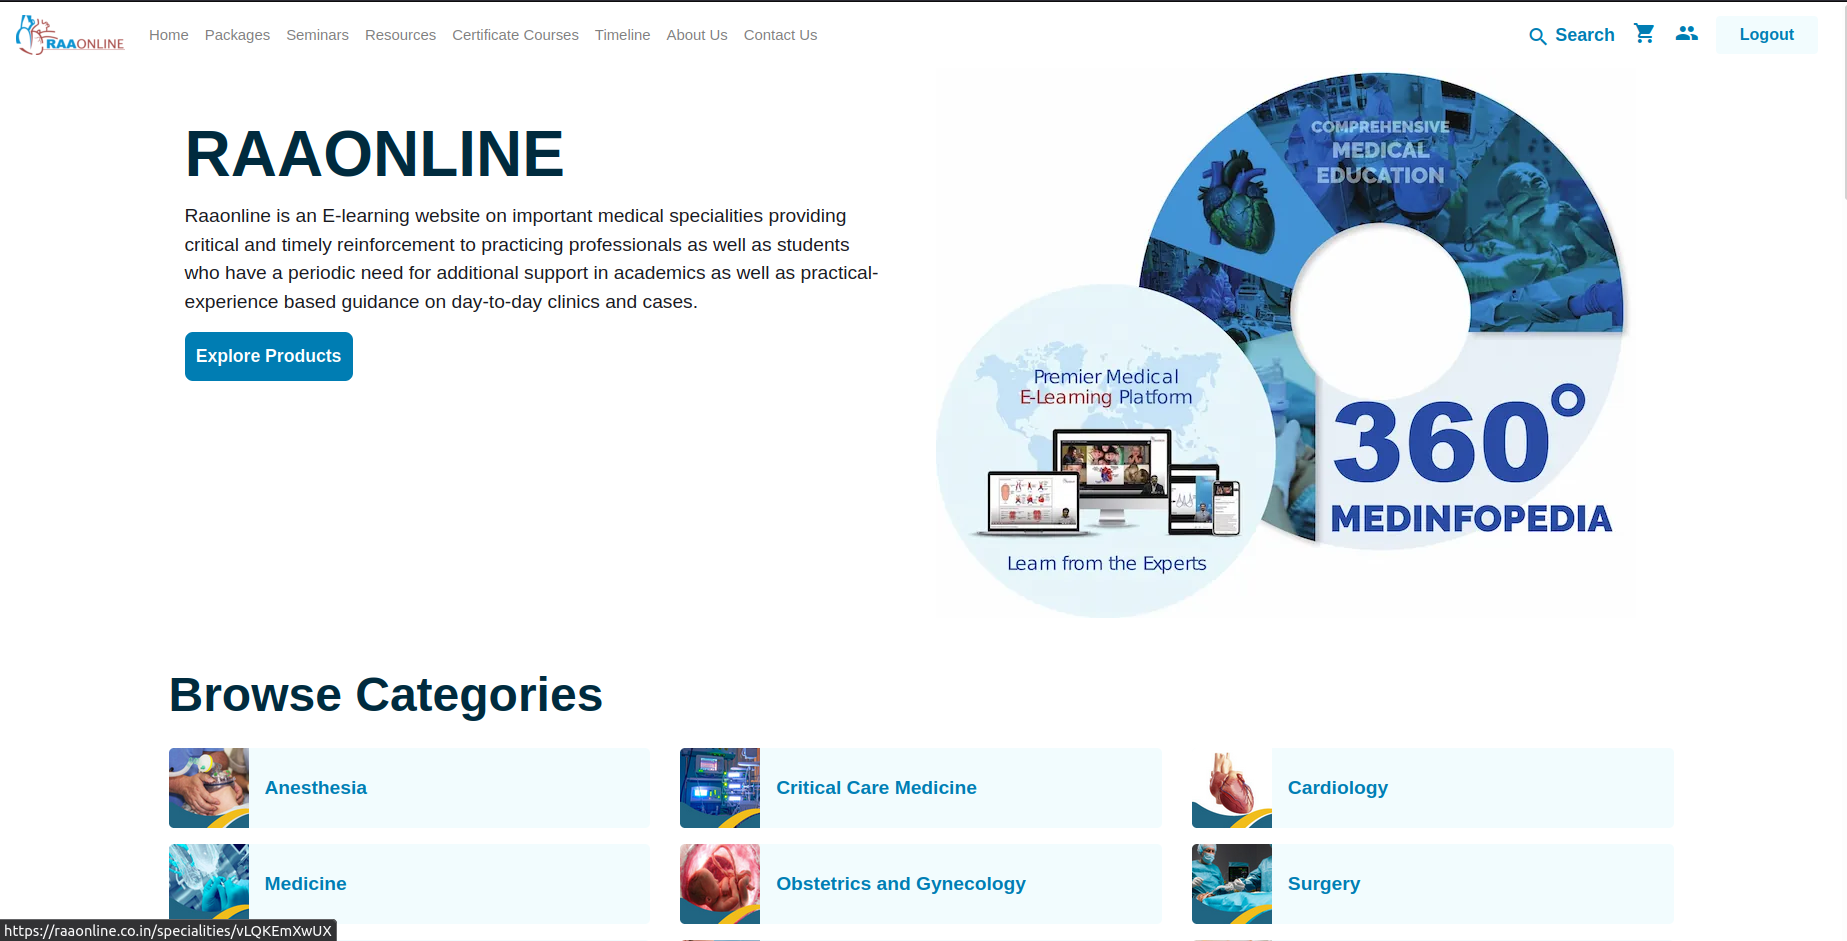 RAAONLINE
Home
Packages
Seminars
Resources
Certificate Courses
Timeline
About Us
Contact Us
Search
Logout
RAAONLINE
Raaonline is an E-learning website on important medical specialities providing
critical and timely reinforcement to practicing professionals as well as students
who have a periodic need for additional support in academics as well as practical-
experience based guidance on day-to-day clinics and cases.
Explore Products
COMPREHENSIVE
MEDICAL
EDUCATION
Premier Medical
E-Learning Platform
Learn from the Experts
360°
MEDINFOPEDIA
Browse Categories
Anesthesia
Critical Care Medicine
Cardiology
Medicine
Obstetrics and Gynecology
Surgery
https://raaonline.co.in/specialities/vLQKEmXwUX